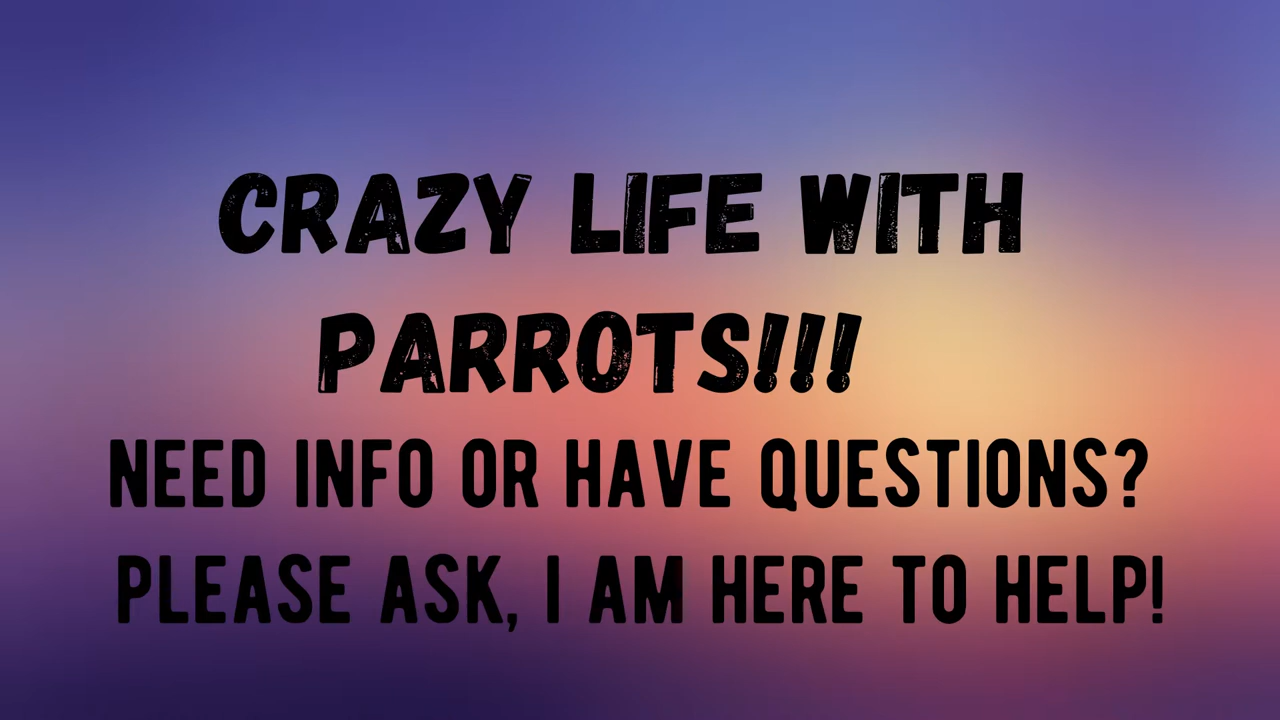 CRAZY LIFE WITH
PARROTS!!!
NEED INFO OR HAVE QUESTIONS?
PLEASE ASK, I AM HERE TO HELP!